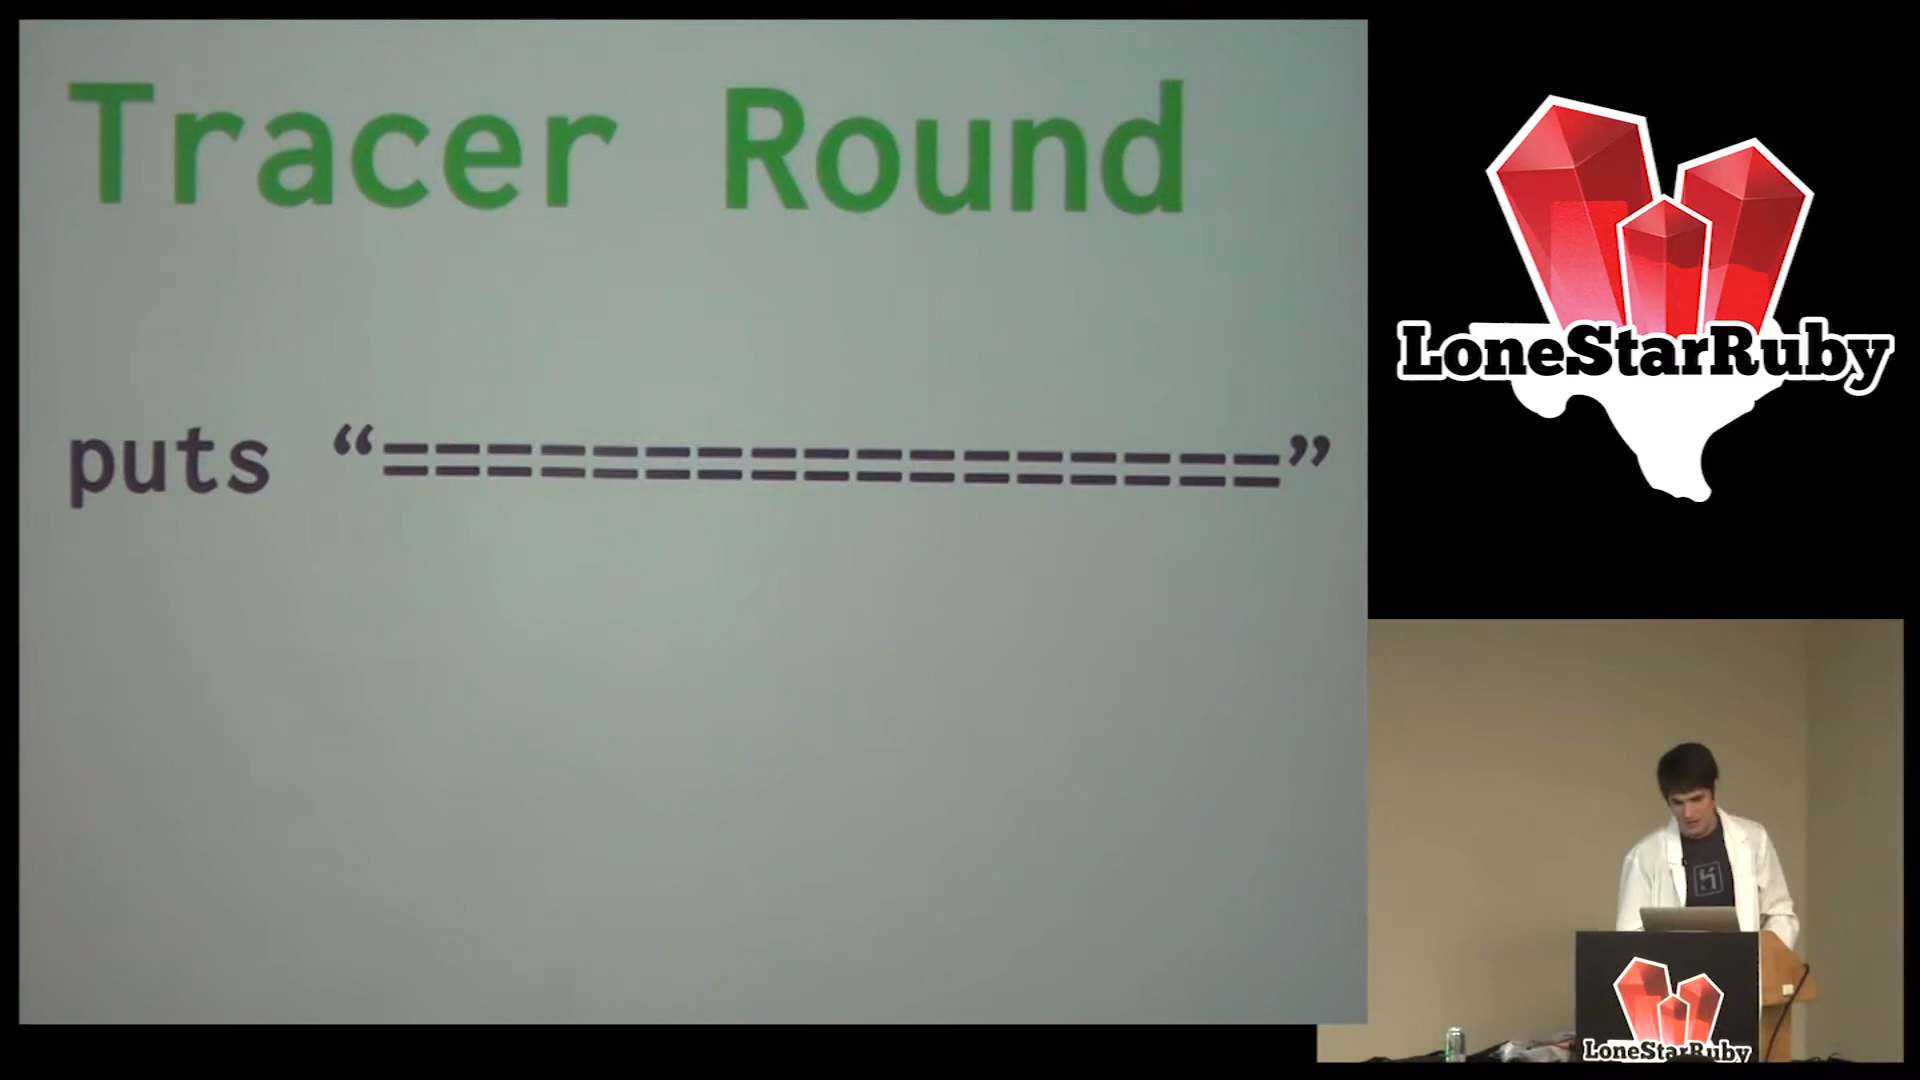 Tracer Round
puts “=================”
LoneStarRuby
LoneStarRuby